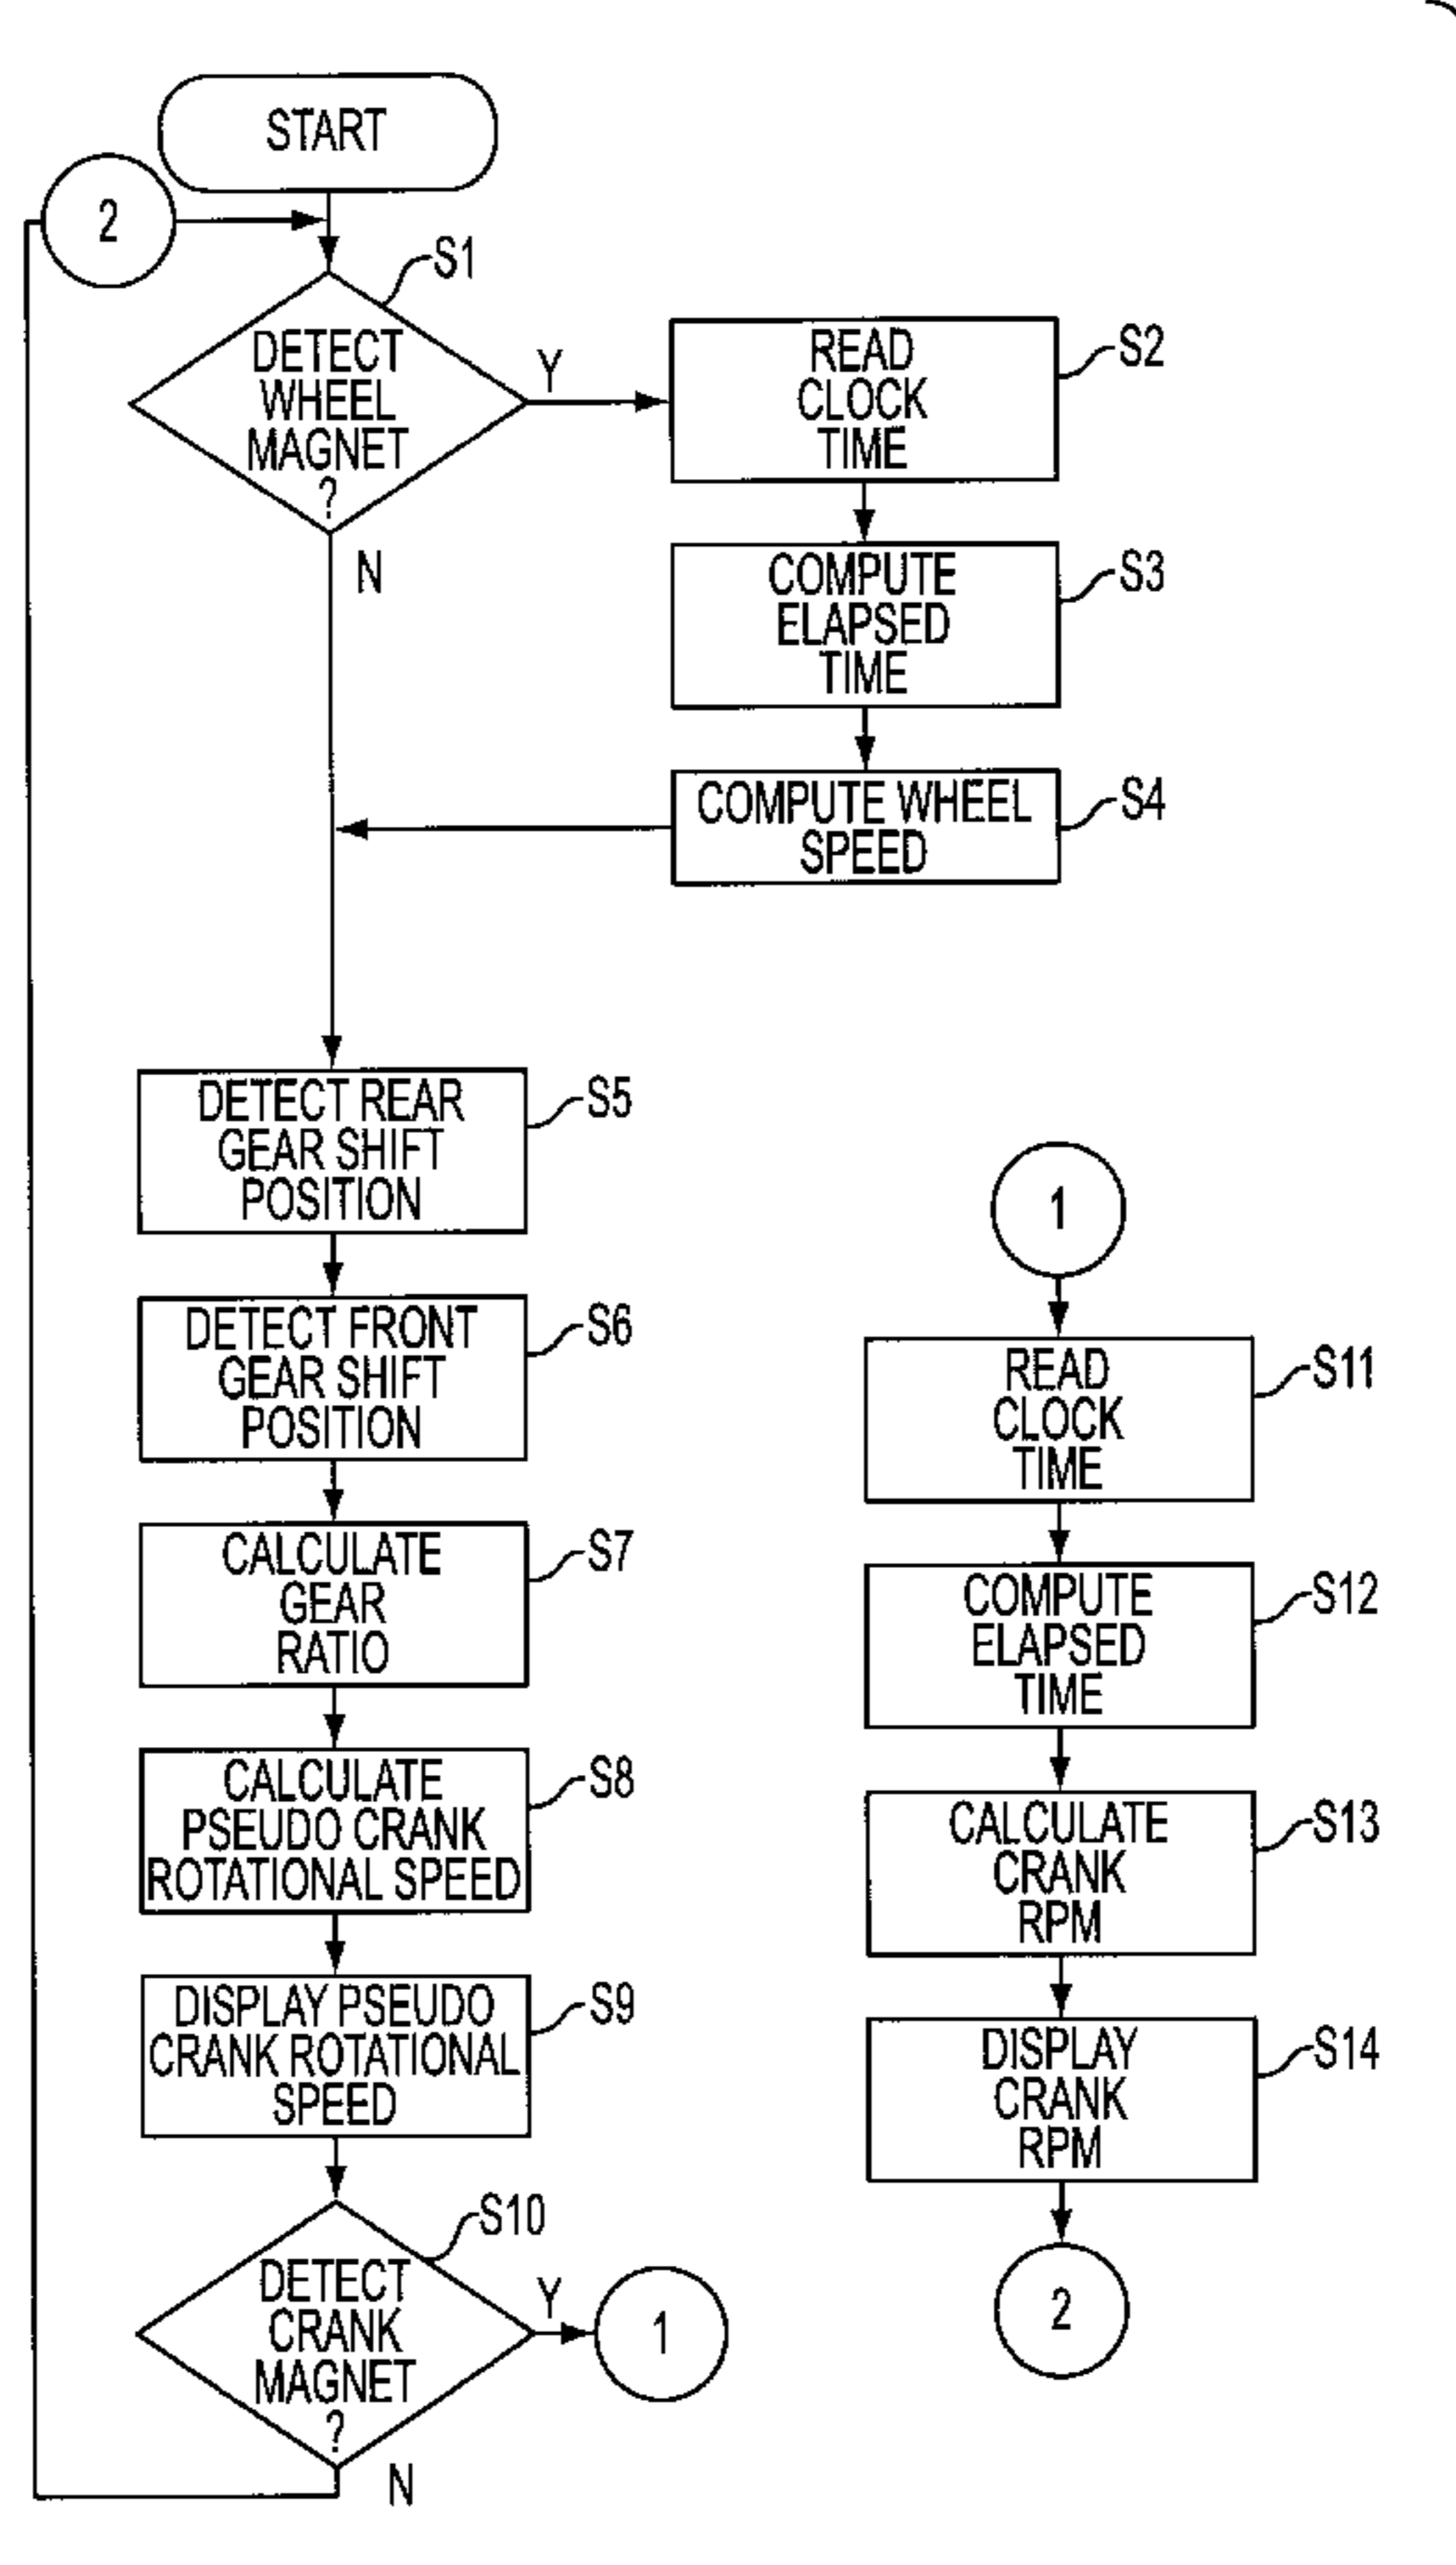 START
2
S1
DETECT
WHEEL
MAGNET
?
Y
N
READ
CLOCK
TIME
S2
COMPUTE
ELAPSED
TIME
S3
COMPUTE WHEEL
SPEED
S4
DETECT REAR
GEAR SHIFT
POSITION
S5
DETECT FRONT
GEAR SHIFT
POSITION
S6
CALCULATE
GEAR
RATIO
S7
CALCULATE
PSEUDO CRANK
ROTATIONAL SPEED
S8
DISPLAY PSEUDO
CRANK ROTATIONAL
SPEED
S9
DETECT
CRANK
MAGNET
?
S10
Y
1
N
1
READ
CLOCK
TIME
S11
COMPUTE
ELAPSED
TIME
S12
CALCULATE
CRANK
RPM
S13
DISPLAY
CRANK
RPM
S14
2